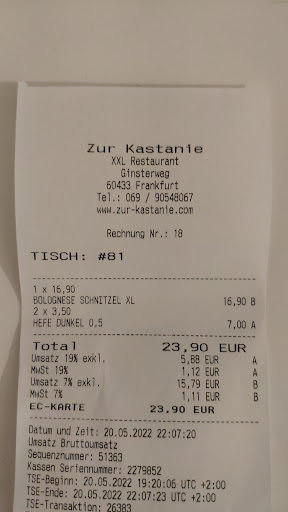 Zur Kastanie
XXL Restaurant
Ginsterweg
60433 Frankfurt
Tel.: 069 / 90548067
www.zur-kastanie.com
Rechnung Nr.: 18
TISCH: #81
1 x 16,90
BOLOGNESE SCHNITZEL XL 16,90 B
2 x 3,50
HEFE DUNKEL 0.5 7,00 A
Total 23,90 EUR
Umsatz 19% exkl. 5,88 EUR A
MwSt 19% 1,12 EUR A
Umsatz 7% exkl. 15,79 EUR B
MwSt 7% 1,11 EUR B
EC-KARTE 23,90 EUR
Datum und Zeit: 20.05.2022 22:07:20
Umsatz Bruttoumsatz
Sequenznummer: 51363
Kassen Seriennummer: 2279852
TSE-Beginn: 20.05.2022 19:20:06 UTC +2:00
TSE-Ende: 20.05.2022 22:07:23 UTC +2:00
TSE-Transaktion: 26383